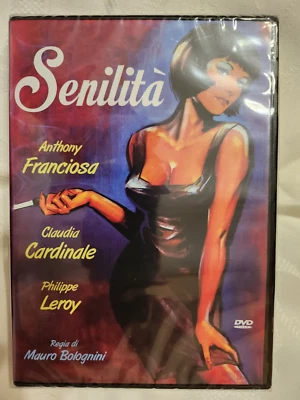 Senilità
Anthony
Franciosa
Claudia
Cardinale
Philippe
Leroy
Regia di
Mauro Bolognini
DVD